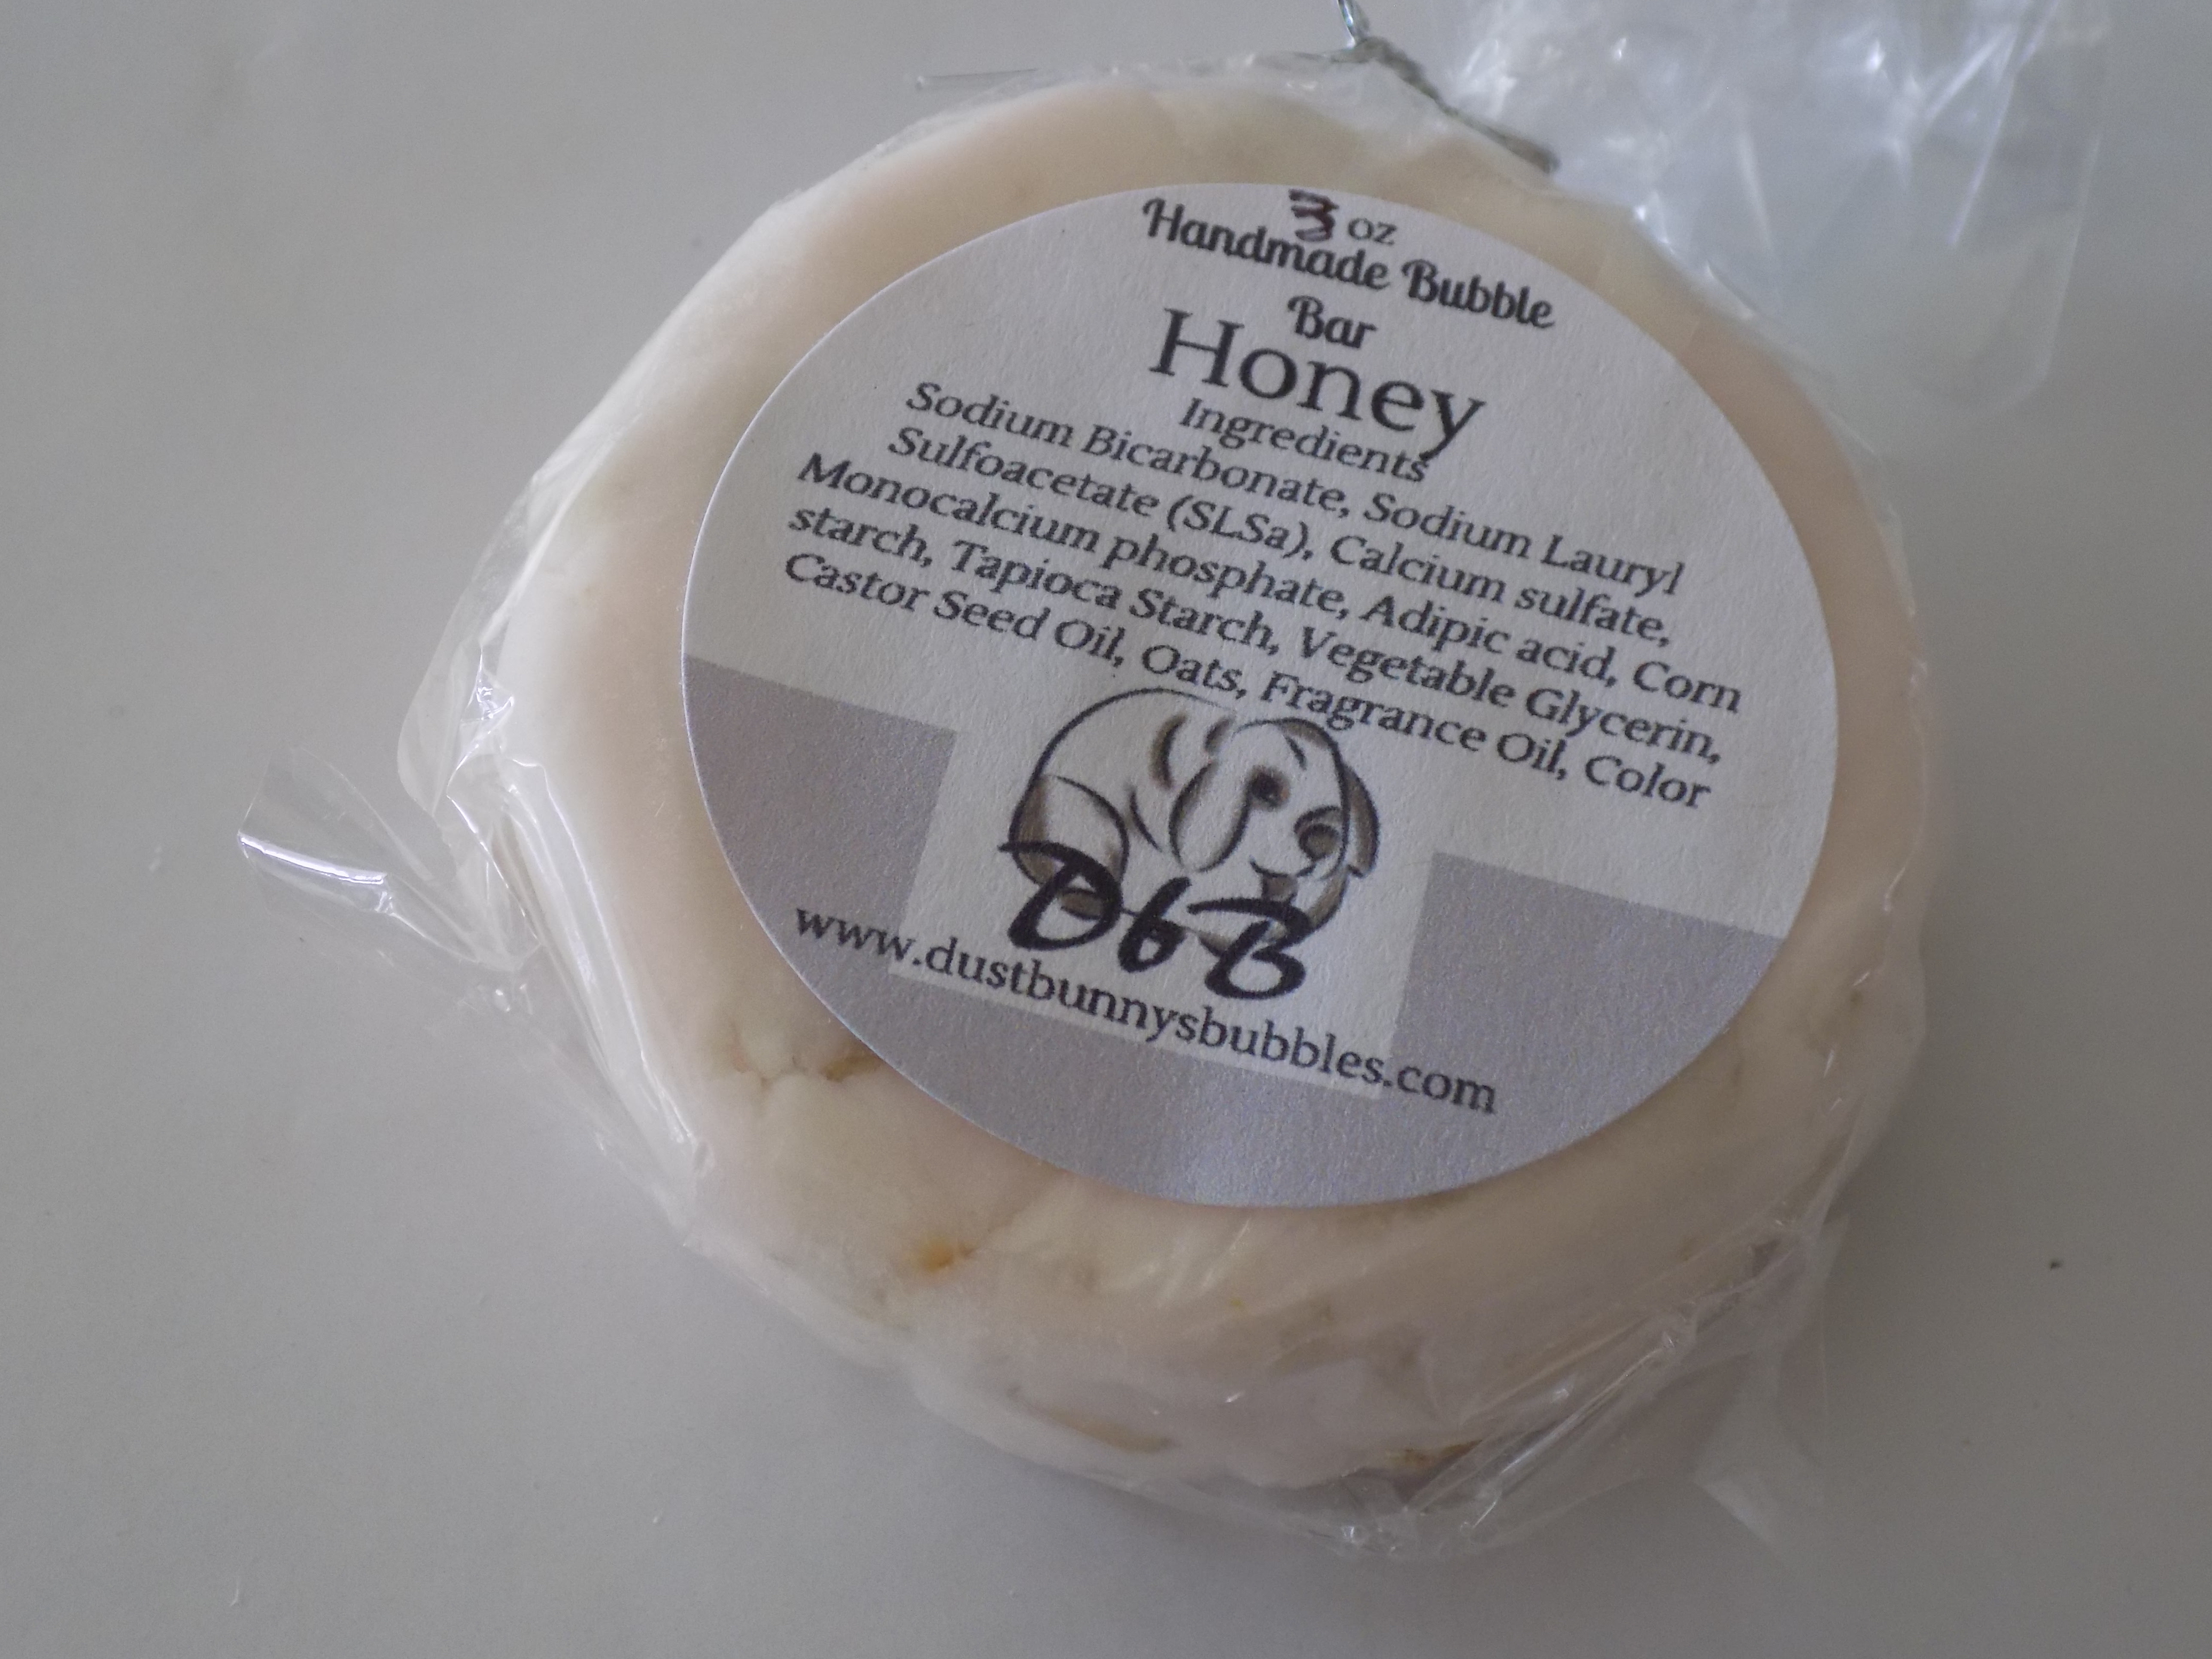 3 oz
Handmade Bubble
Bar
Honey
Ingredients
Sodium Bicarbonate, Sodium Lauryl
Sulfoacetate (SLSa), Calcium sulfate,
Monocalcium phosphate, Adipic acid, Corn
starch, Tapioca Starch, Vegetable Glycerin,
Castor Seed Oil, Oats, Fragrance Oil, Color
DbB
www.dustbunnysbubbles.com